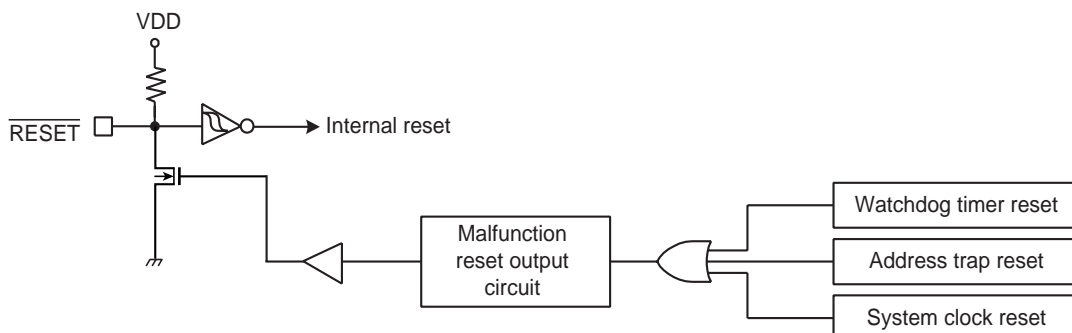 VDD
RESET
Internal reset
Malfunction
reset output
circuit
Watchdog timer reset
Address trap reset
System clock reset